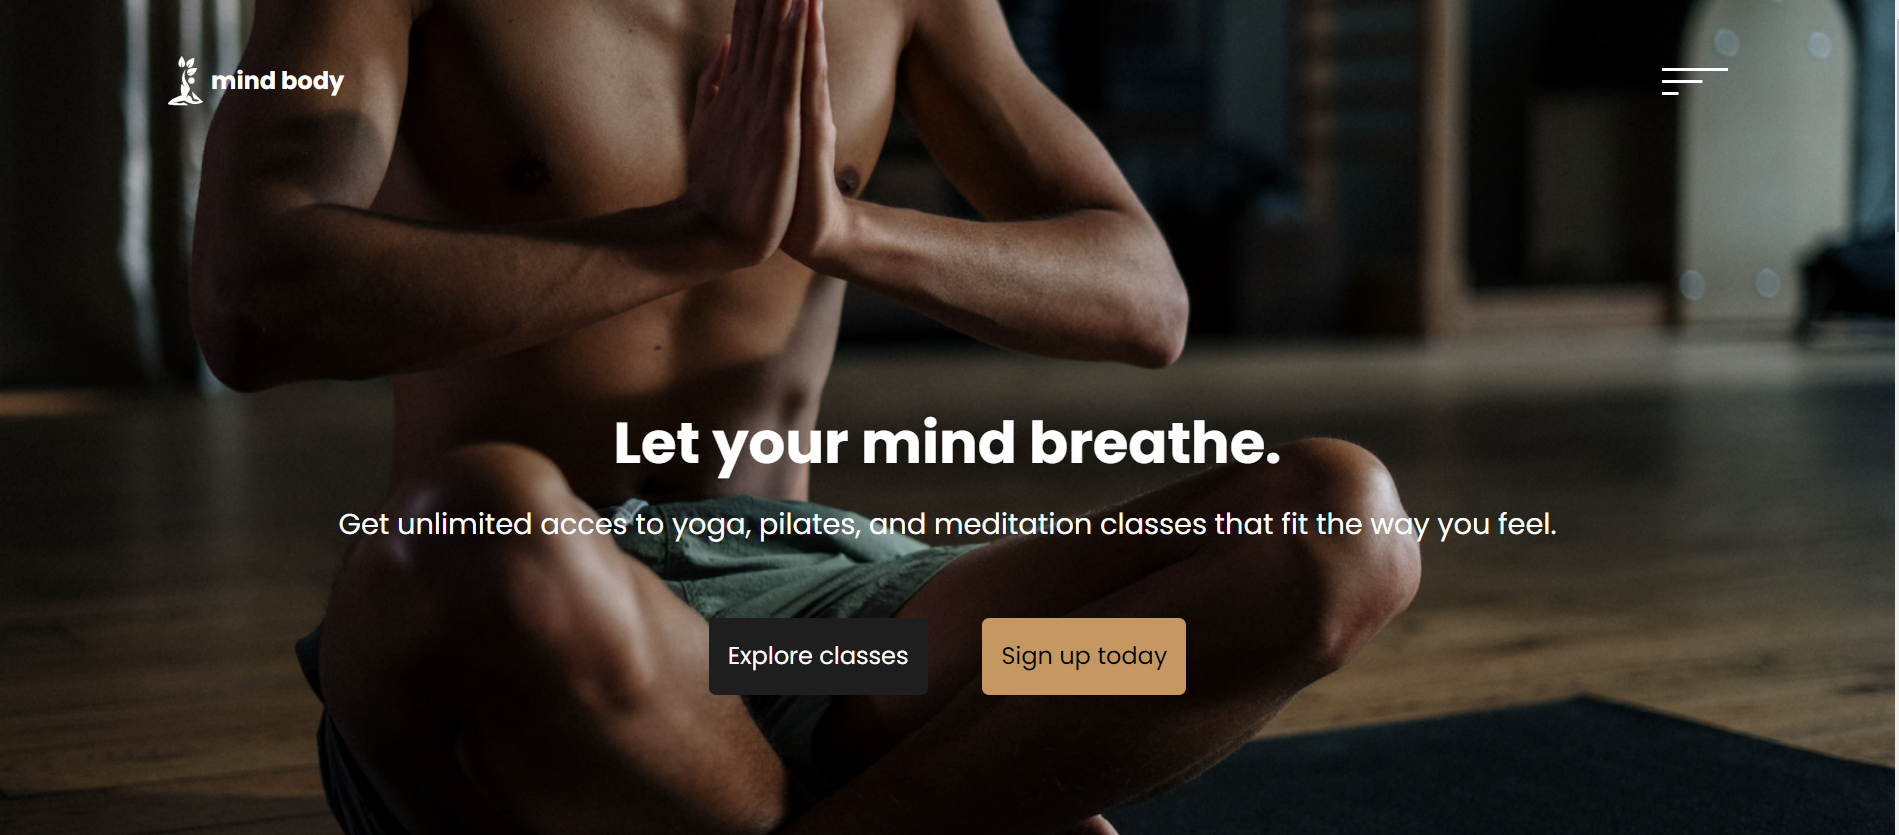 mind body
Let your mind breathe.
Get unlimited acces to yoga, pilates, and meditation classes that fit the way you feel.
Explore classes
Sign up today